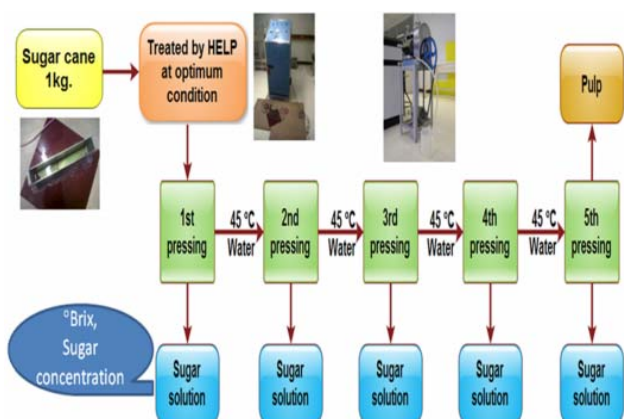 Sugar cane
1kg.
Treated by HELP
at optimum
condition
Pulp
1st
pressing
45 °C
Water
2nd
pressing
45 °C
Water
3rd
pressing
45 °C
Water
4th
pressing
45 °C
Water
5th
pressing
°Brix,
Sugar
concentration
Sugar
solution
Sugar
solution
Sugar
solution
Sugar
solution
Sugar
solution